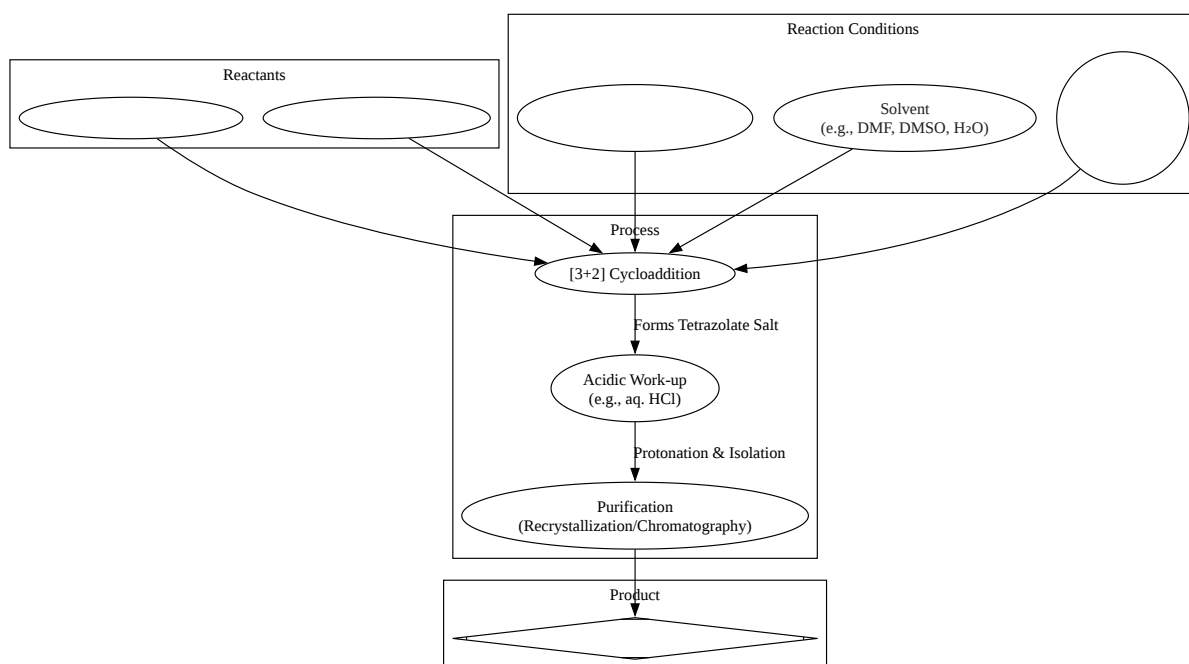 Reaction Conditions
Reactants
Solvent
(e.g., DMF, DMSO, H₂O)
Process
[3+2] Cycloaddition
Forms Tetrazolate Salt
Acidic Work-up
(e.g., aq. HCl)
Protonation & Isolation
Purification
(Recrystallization/Chromatography)
Product